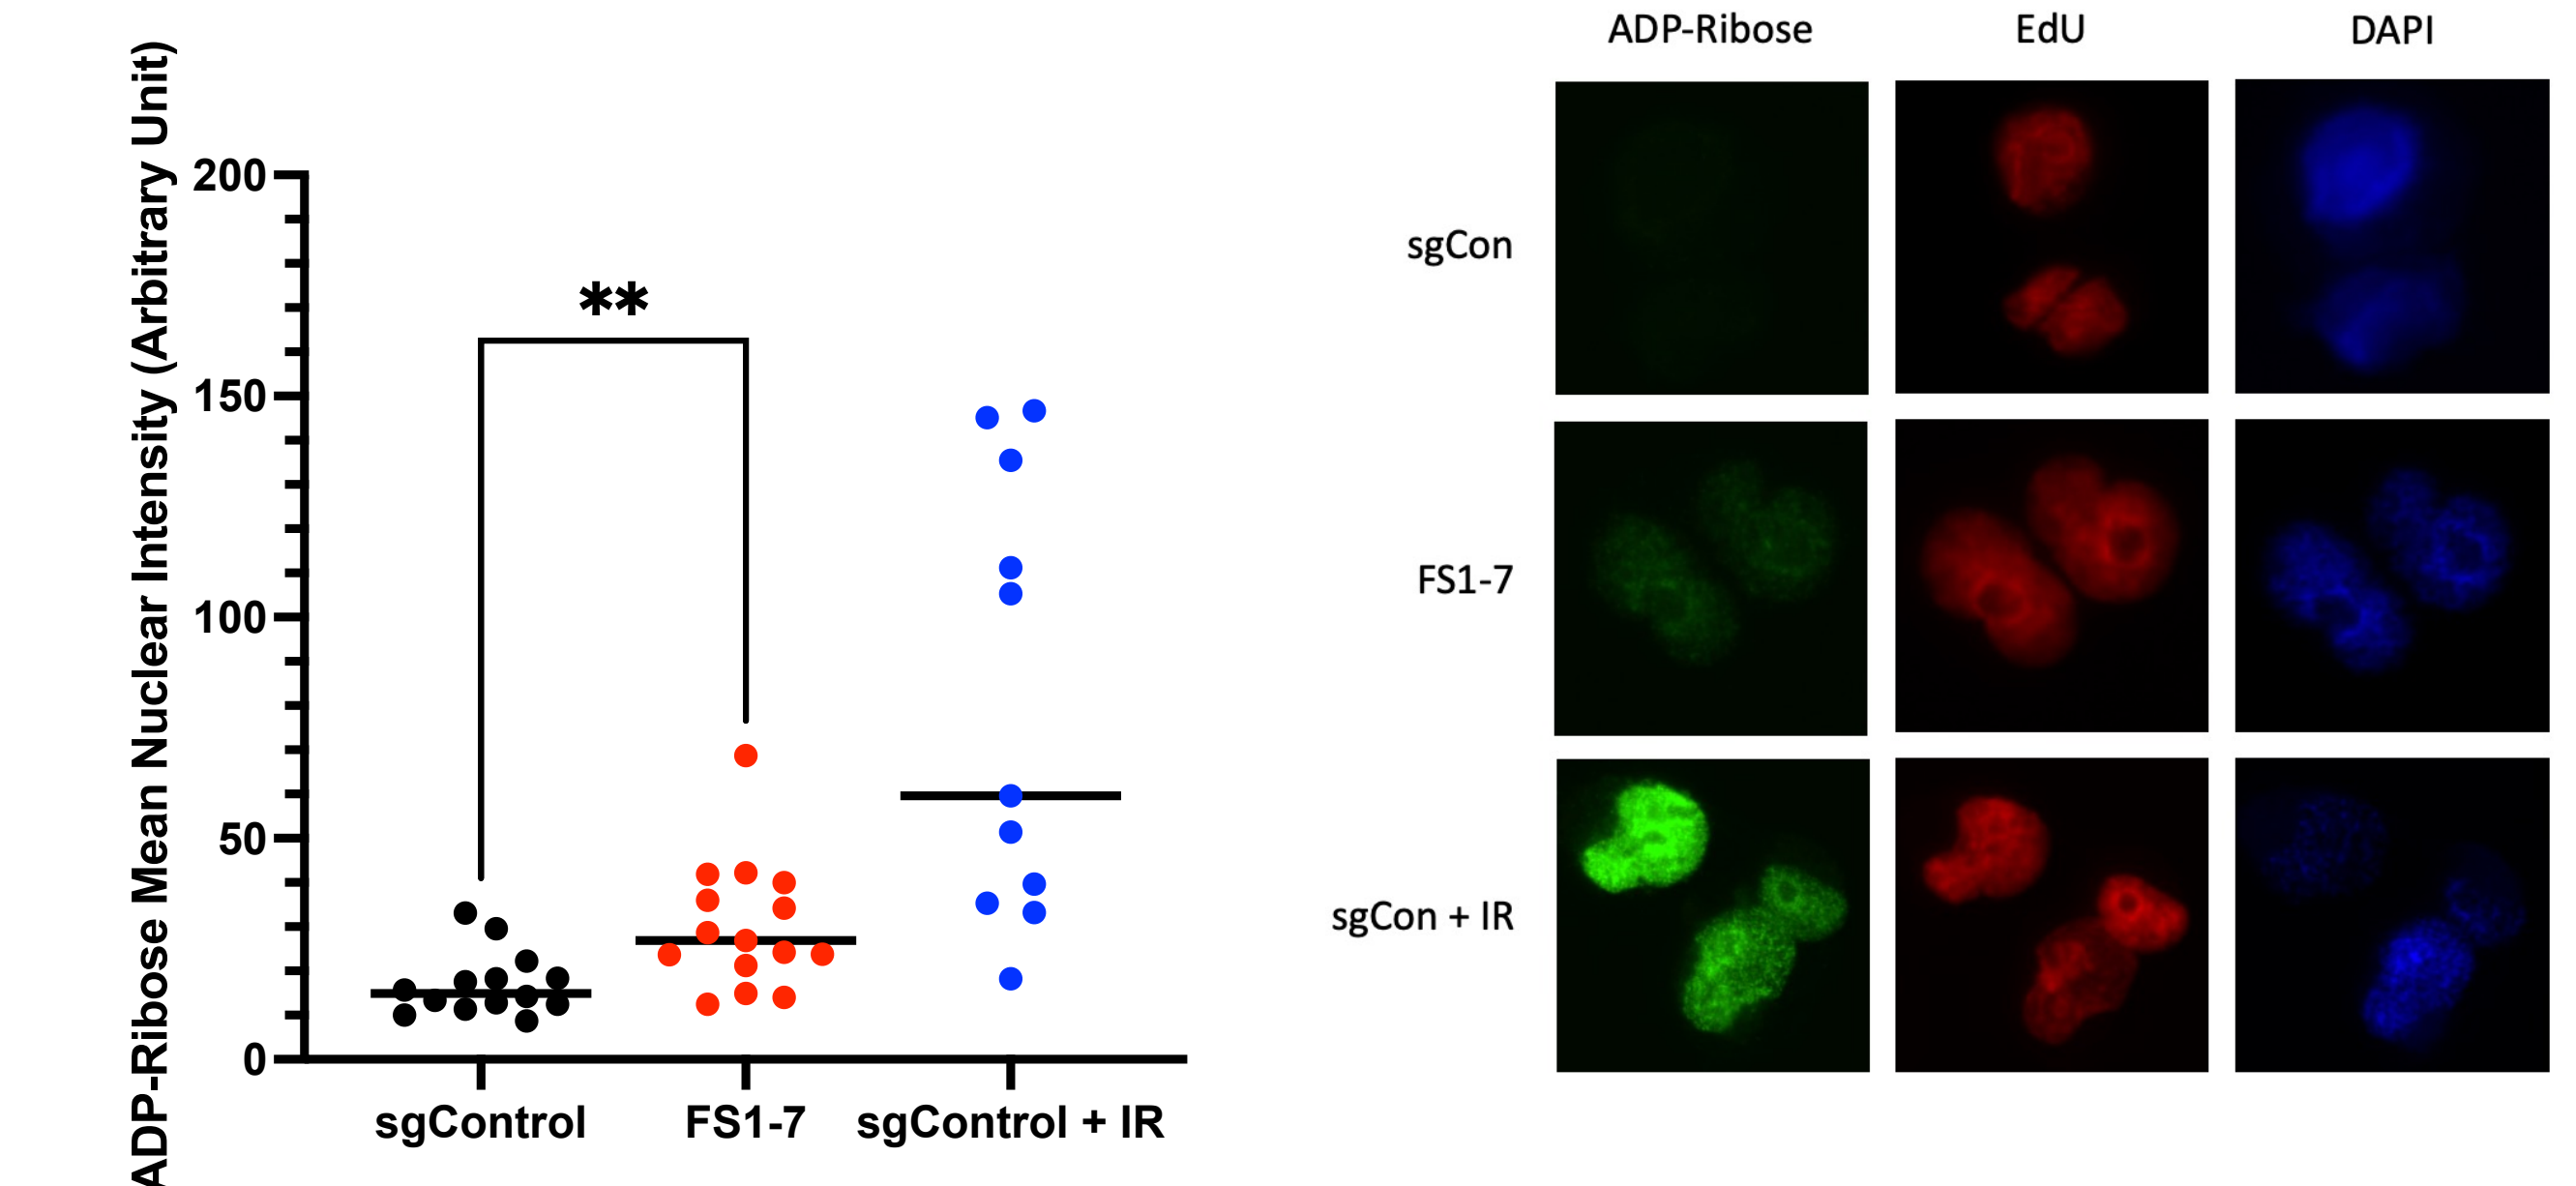 ADP-Ribose Mean Nuclear Intensity (Arbitrary Unit)
200
150
100
50
0
**
sgControl
FS1-7
sgControl + IR
ADP-Ribose
EdU
DAPI
sgCon
FS1-7
sgCon + IR